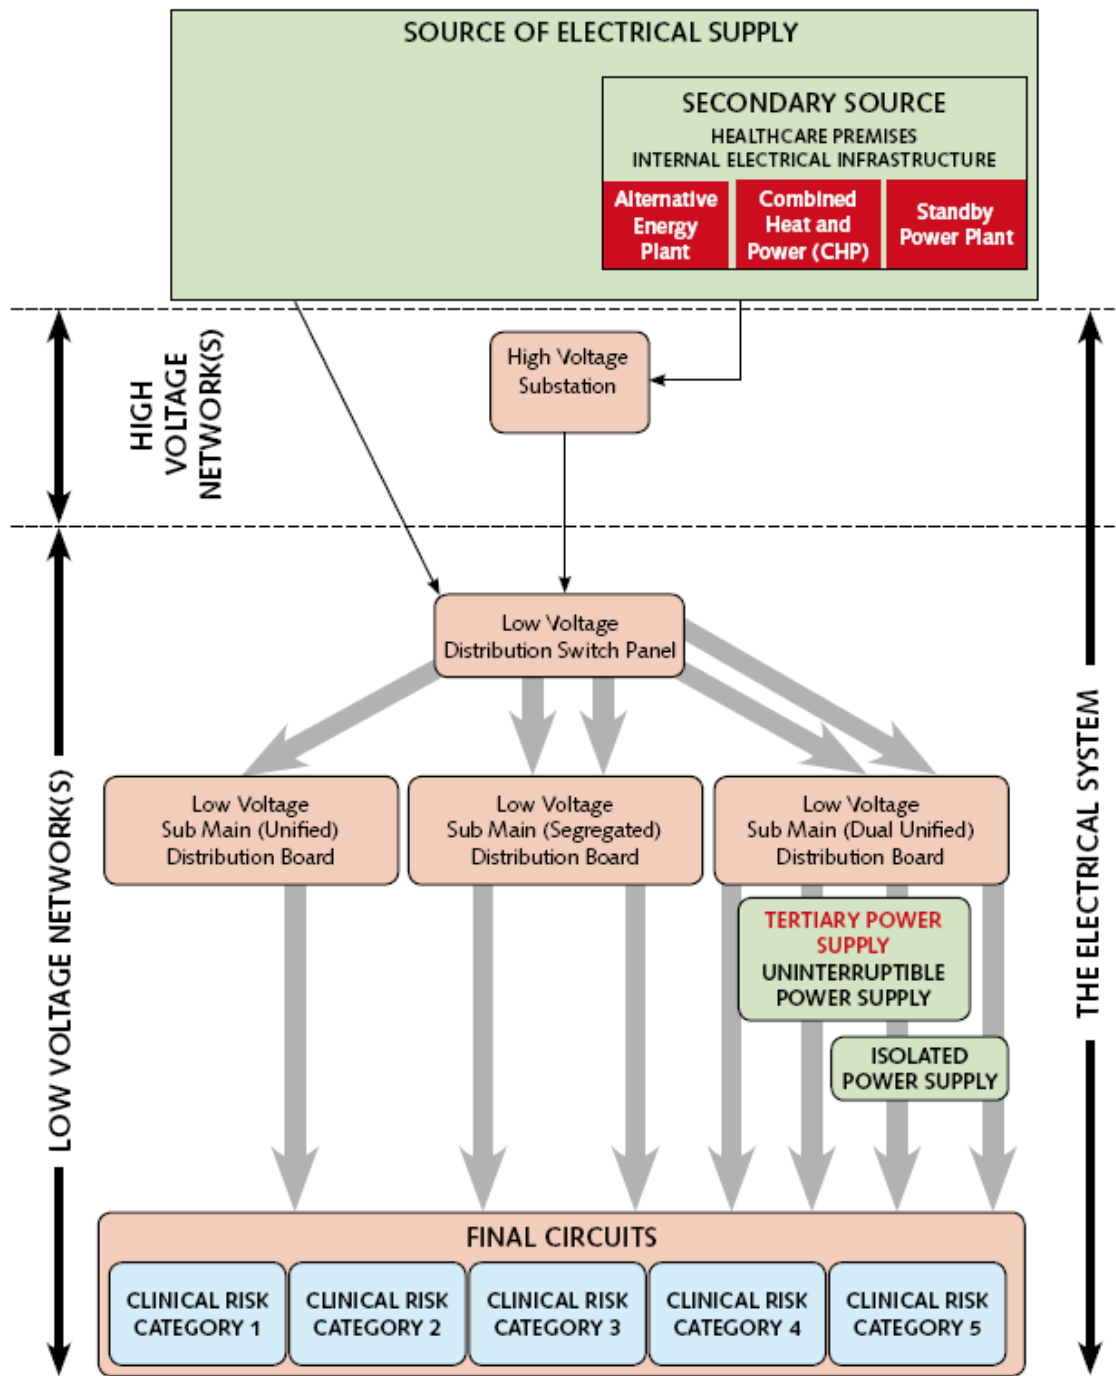 SOURCE OF ELECTRICAL SUPPLY
SECONDARY SOURCE
HEALTHCARE PREMISES
INTERNAL ELECTRICAL INFRASTRUCTURE
Alternative
Energy
Plant
Combined
Heat and
Power (CHP)
Standby
Power Plant
HIGH
VOLTAGE
NETWORK(S)
High Voltage
Substation
Low Voltage
Distribution Switch Panel
LOW VOLTAGE NETWORK(S)
THE ELECTRICAL SYSTEM
Low Voltage
Sub Main (Unified)
Distribution Board
Low Voltage
Sub Main (Segregated)
Distribution Board
Low Voltage
Sub Main (Dual Unified)
Distribution Board
TERTIARY POWER
SUPPLY
UNINTERRUPTIBLE
POWER SUPPLY
ISOLATED
POWER SUPPLY
FINAL CIRCUITS
CLINICAL RISK
CATEGORY 1
CLINICAL RISK
CATEGORY 2
CLINICAL RISK
CATEGORY 3
CLINICAL RISK
CATEGORY 4
CLINICAL RISK
CATEGORY 5